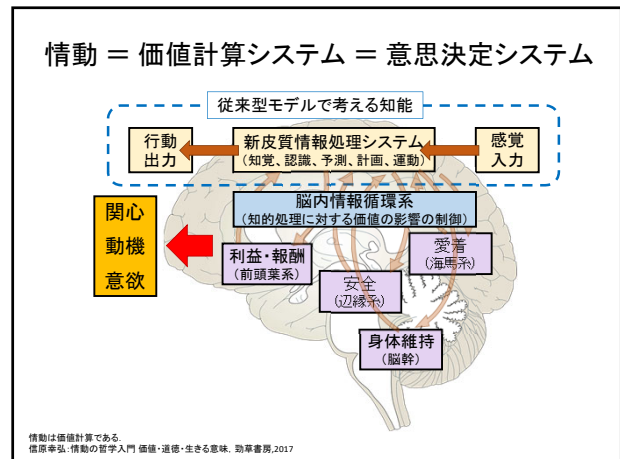 情動 ＝ 価値計算システム ＝ 意思決定システム
従来型モデルで考える知能
行動
出力
新皮質情報処理システム
(知覚、認識、予測、計画、運動)
感覚
入力
脳内情報循環系
(知的処理に対する価値の影響の制御)
関心
動機
意欲
利益・報酬
(前頭葉系)
愛着
(海馬系)
安全
(辺縁系)
身体維持
(脳幹)
情動は価値計算である.
信原幸弘：情動の哲学入門 価値・道徳・生きる意味．勁草書房,2017